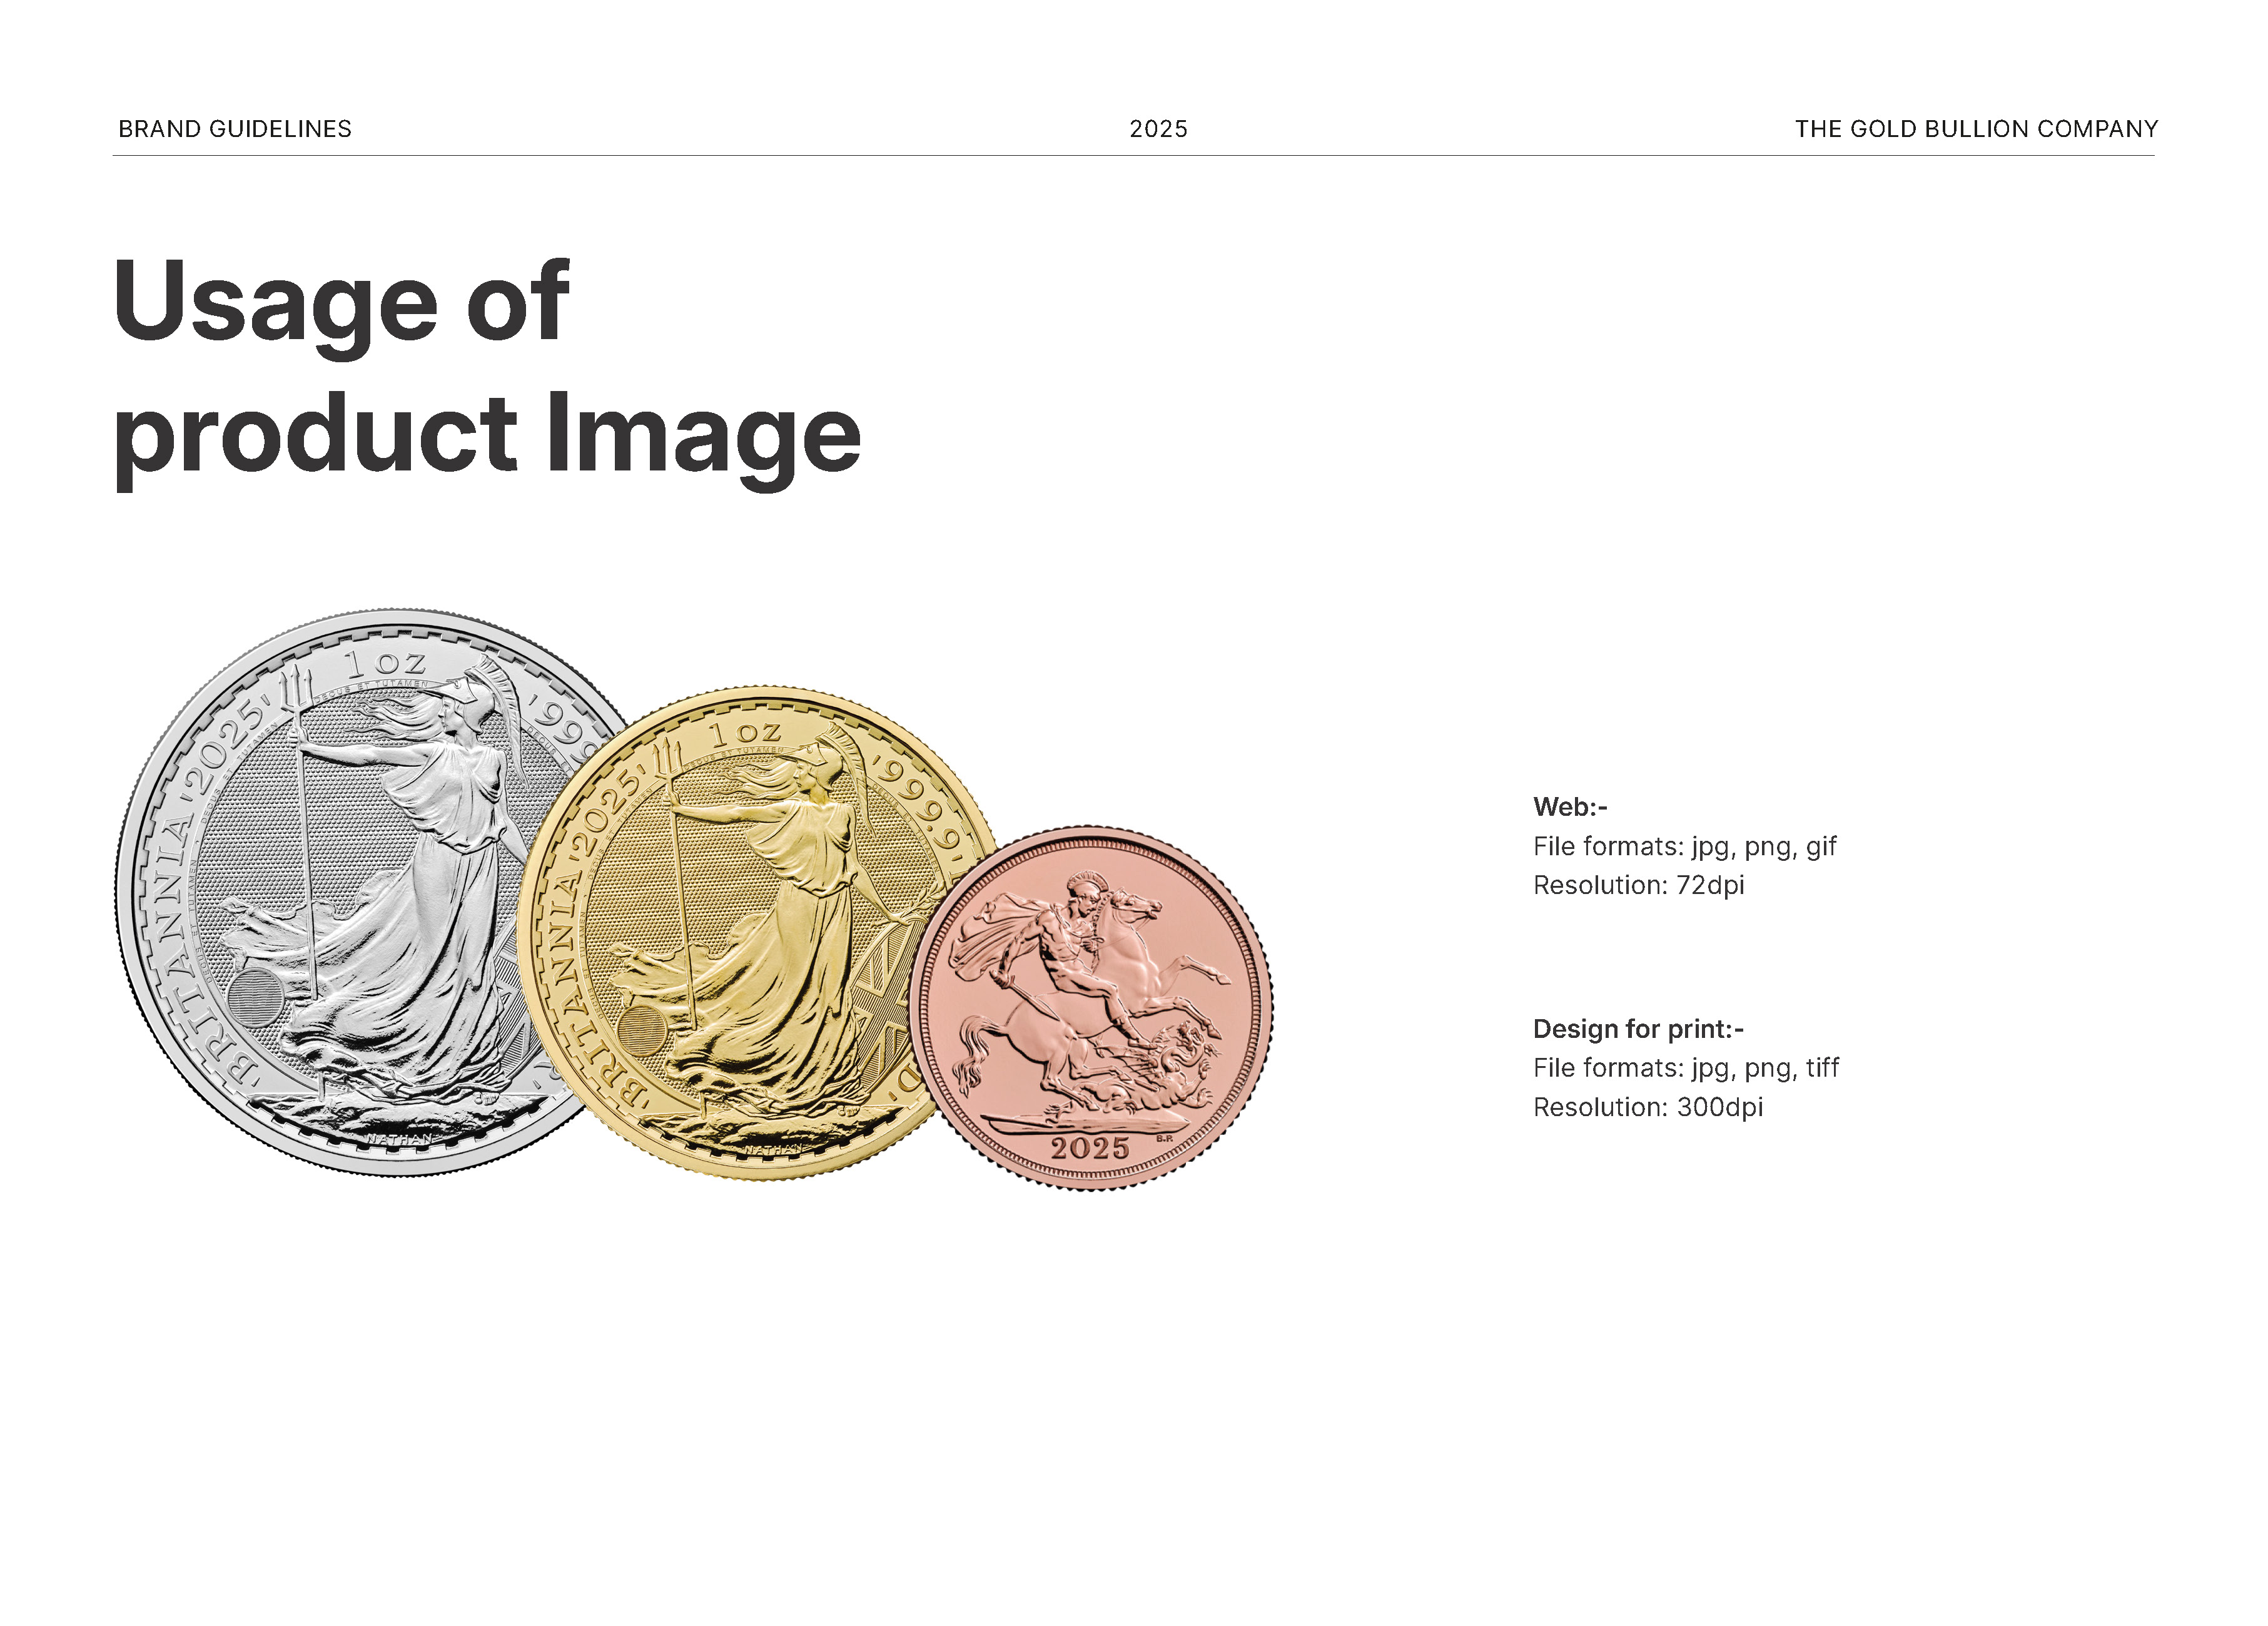 BRAND GUIDELINES
2025
THE GOLD BULLION COMPANY
Usage of
product Image
1 oz
'BRITANNIA '2025'
'999
DECUS ET TUTAMEN
NATHAN
1 oz
'BRITANNIA '2025'
'999.9'
DECUS ET TUTAMEN
NATHAN
2025
B.P.
Web:-
File formats: jpg, png, gif
Resolution: 72dpi
Design for print:-
File formats: jpg, png, tiff
Resolution: 300dpi